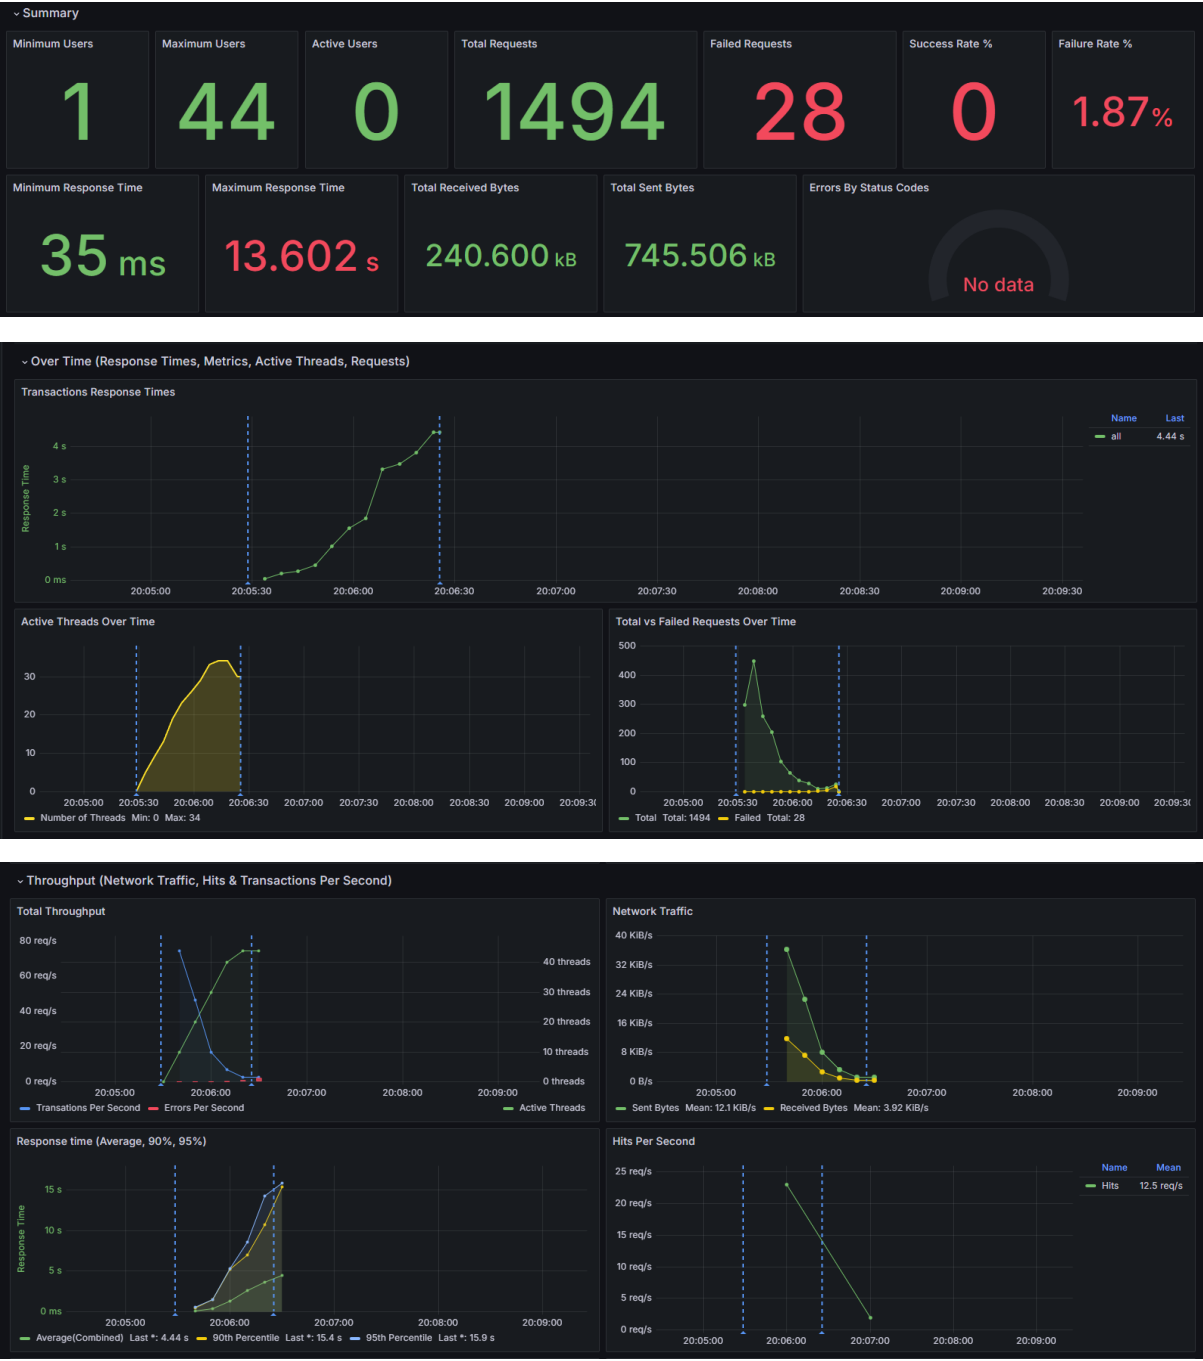 Summary
Minimum Users
Maximum Users
Active Users
Total Requests
Failed Requests
Success Rate %
Failure Rate %
1
44
0
1494
28
0
1.87%
Minimum Response Time
Maximum Response Time
Total Received Bytes
Total Sent Bytes
Errors By Status Codes
35 ms
13.602 s
240.600 kB
745.506 kB
No data
Over Time (Response Times, Metrics, Active Threads, Requests)
Transactions Response Times
Name Last
all 4.44 s
Response Time
4 s
3 s
2 s
1 s
0 ms
20:05:00 20:05:30 20:06:00 20:06:30 20:07:00 20:07:30 20:08:00 20:08:30 20:09:00 20:09:30
Active Threads Over Time
30
20
10
0
20:05:00 20:05:30 20:06:00 20:06:30 20:07:00 20:07:30 20:08:00 20:08:30 20:09:00 20:09:30
Number of Threads Min: 0 Max: 34
Total vs Failed Requests Over Time
500
400
300
200
100
0
20:05:00 20:05:30 20:06:00 20:06:30 20:07:00 20:07:30 20:08:00 20:08:30 20:09:00 20:09:30
Total Total: 1494 Failed Total: 28
Throughput (Network Traffic, Hits & Transactions Per Second)
Total Throughput
80 req/s
60 req/s
40 req/s
20 req/s
0 req/s
40 threads
30 threads
20 threads
10 threads
0 threads
20:05:00 20:06:00 20:07:00 20:08:00 20:09:00
Transations Per Second Errors Per Second Active Threads
Network Traffic
40 KiB/s
32 KiB/s
24 KiB/s
16 KiB/s
8 KiB/s
0 B/s
20:05:00 20:06:00 20:07:00 20:08:00 20:09:00
Sent Bytes Mean: 12.1 KiB/s Received Bytes Mean: 3.92 KiB/s
Response time (Average, 90%, 95%)
Response Time
15 s
10 s
5 s
0 ms
20:05:00 20:06:00 20:07:00 20:08:00 20:09:00
Average(Combined) Last *: 4.44 s 90th Percentile Last *: 15.4 s 95th Percentile Last *: 15.9 s
Hits Per Second
Name Mean
Hits 12.5 req/s
25 req/s
20 req/s
15 req/s
10 req/s
5 req/s
0 req/s
20:05:00 20:06:00 20:07:00 20:08:00 20:09:00